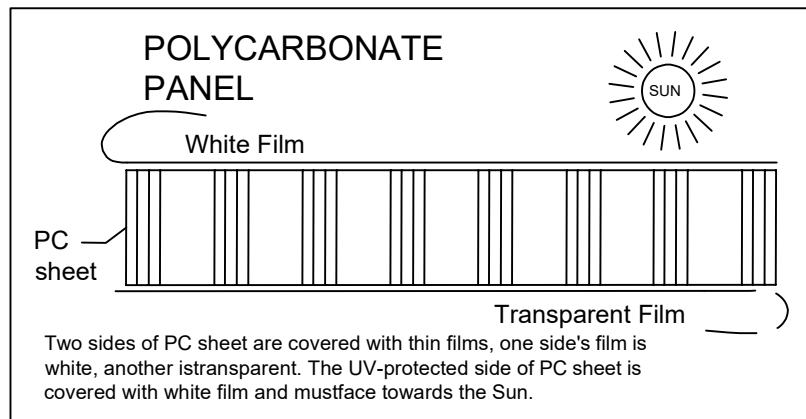 POLYCARBONATE
PANEL
SUN
White Film
PC
sheet
Transparent Film
Two sides of PC sheet are covered with thin films, one side's film is
white, another istransparent. The UV-protected side of PC sheet is
covered with white film and mustface towards the Sun.